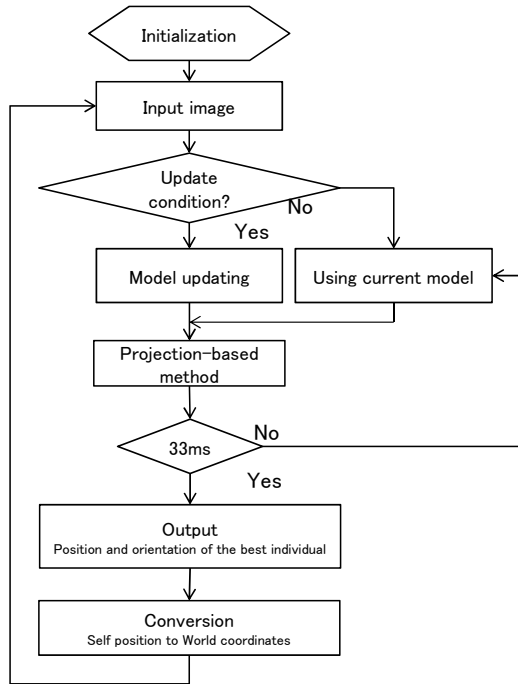 Initialization
Input image
Update
condition?
No
Yes
Model updating
Using current model
Projection-based
method
No
33ms
Yes
Output
Position and orientation of the best individual
Conversion
Self position to World coordinates